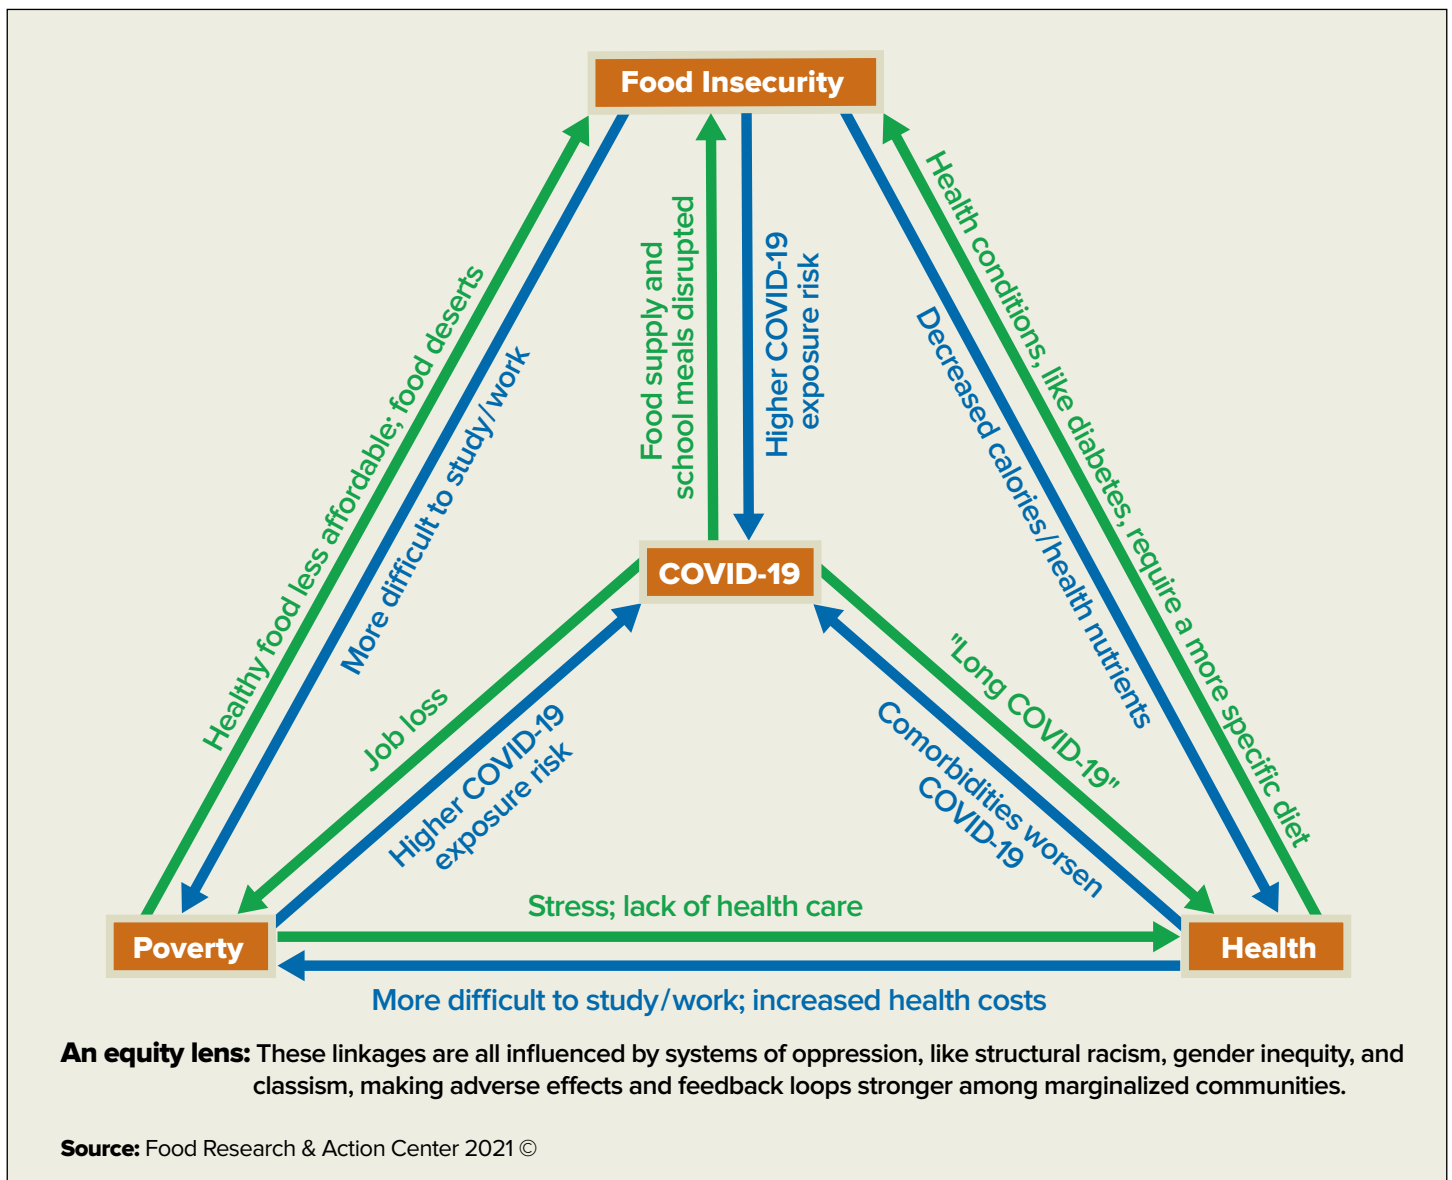 Food Insecurity
Healthy food less affordable; food deserts
More difficult to study/work
Food supply and
school meals disrupted
Higher COVID-19
exposure risk
Health conditions, like diabetes, require a more specific diet
Decreased calories/health nutrients
COVID-19
Job loss
Higher COVID-19
exposure risk
"Long COVID-19"
Comorbidities worsen
COVID-19
Stress; lack of health care
Poverty
Health
More difficult to study/work; increased health costs
An equity lens: These linkages are all influenced by systems of oppression, like structural racism, gender inequity, and
classism, making adverse effects and feedback loops stronger among marginalized communities.
Source: Food Research & Action Center 2021 ©